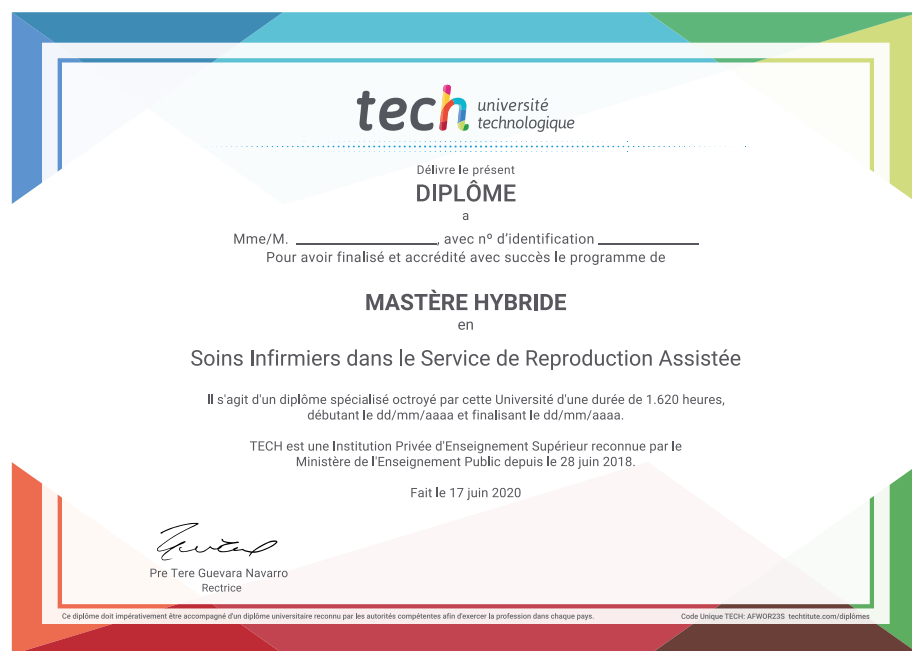 tech université
technologique
Délivre le présent
DIPLÔME
a
Mme/M. ____________________, avec nº d'identification ______________
Pour avoir finalisé et accrédité avec succès le programme de
MASTÈRE HYBRIDE
en
Soins Infirmiers dans le Service de Reproduction Assistée
Il s'agit d'un diplôme spécialisé octroyé par cette Université d'une durée de 1.620 heures,
débutant le dd/mm/aaaa et finalisant le dd/mm/aaaa.
TECH est une Institution Privée d'Enseignement Supérieur reconnue par le
Ministère de l'Enseignement Public depuis le 28 juin 2018.
Fait le 17 juin 2020
Pre Tere Guevara Navarro
Rectrice
Ce diplôme doit impérativement être accompagné d'un diplôme universitaire reconnu par les autorités compétentes afin d'exercer la profession dans chaque pays.
Code Unique TECH: AFWOR23S techtitute.com/diplômes